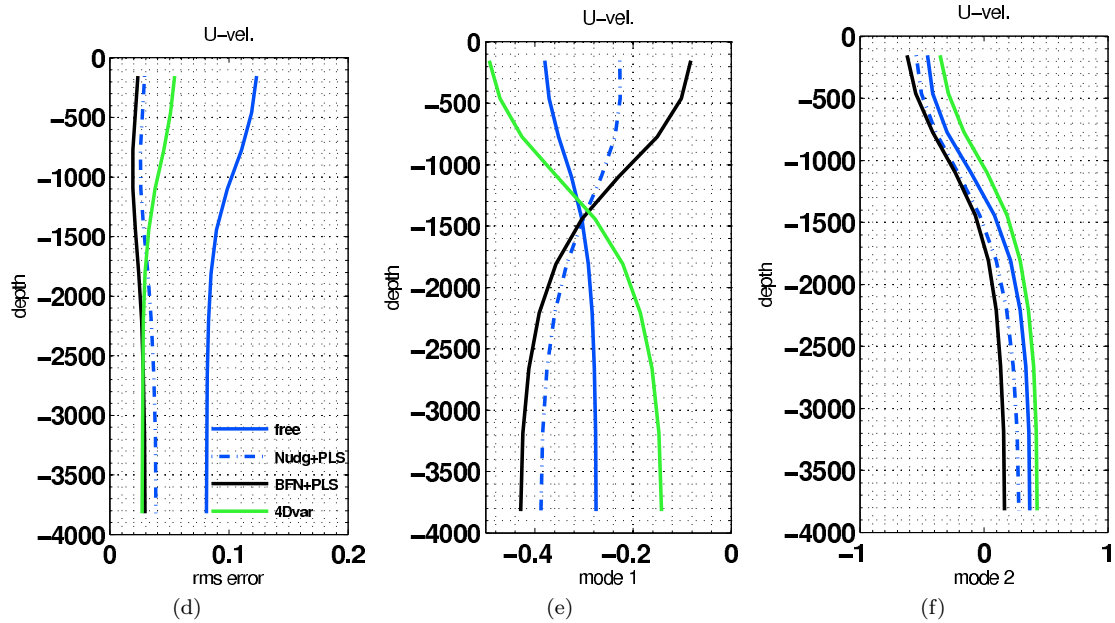 U-vel.
0
−500
−1000
−1500
−2000
−2500
−3000
−3500
−4000
depth
free
Nudg+PLS
BFN+PLS
4Dvar
0
0.1
0.2
rms error
(d)
U-vel.
0
−500
−1000
−1500
−2000
−2500
−3000
−3500
−4000
depth
−0.4
−0.2
0
mode 1
(e)
U-vel.
0
−500
−1000
−1500
−2000
−2500
−3000
−3500
−4000
depth
−1
0
1
mode 2
(f)